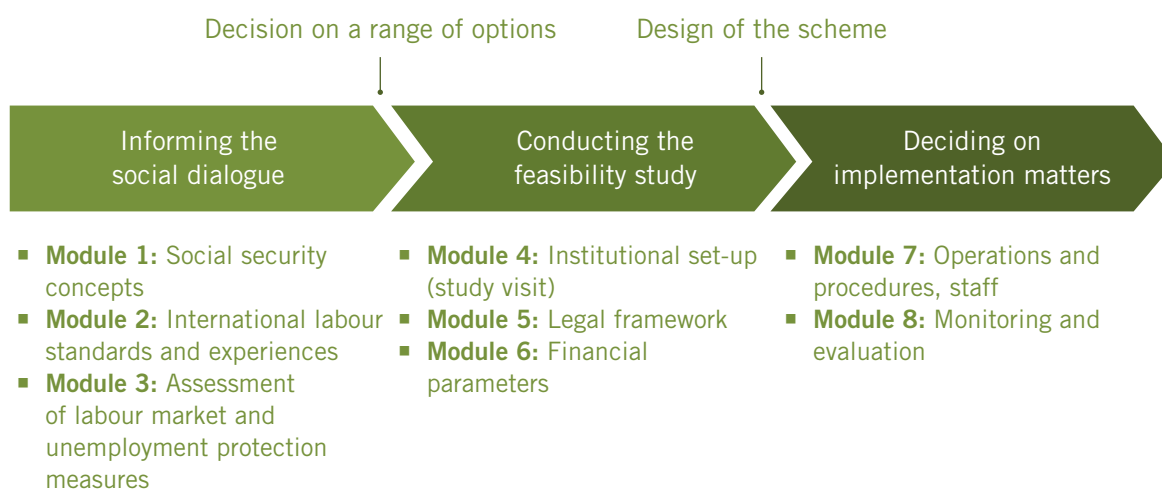 Decision on a range of options
Design of the scheme
Informing the
social dialogue
Conducting the
feasibility study
Deciding on
implementation matters
▪ Module 1: Social security
concepts
▪ Module 2: International labour
standards and experiences
▪ Module 3: Assessment
of labour market and
unemployment protection
measures
▪ Module 4: Institutional set-up
(study visit)
▪ Module 5: Legal framework
▪ Module 6: Financial
parameters
▪ Module 7: Operations and
procedures, staff
▪ Module 8: Monitoring and
evaluation